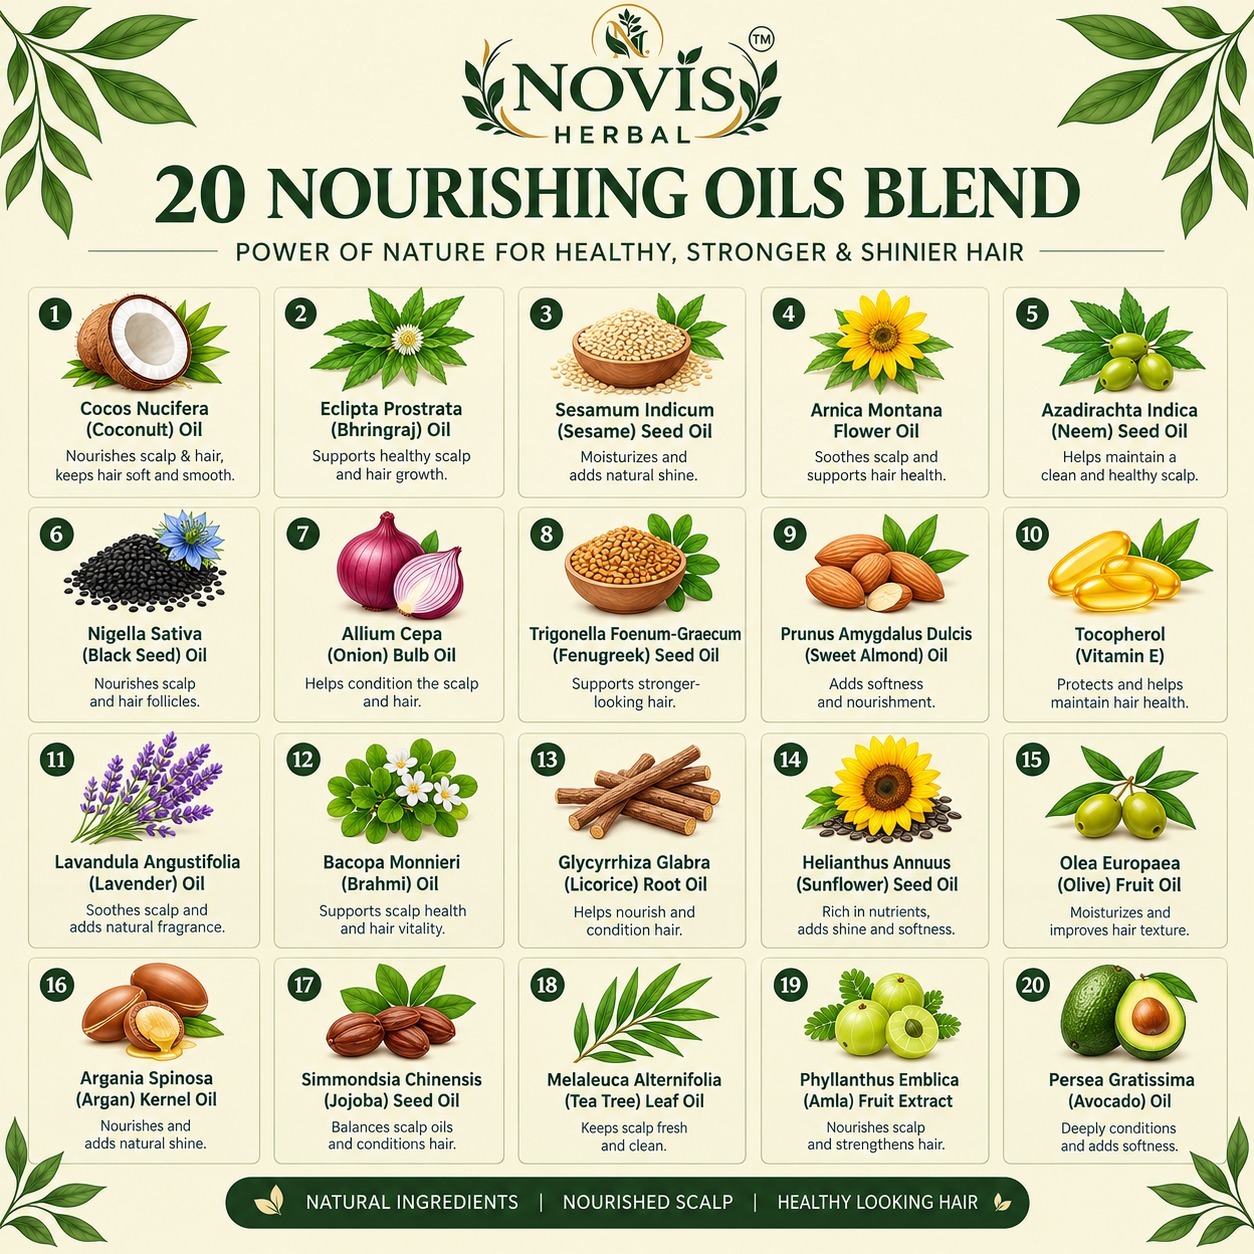 TM
NOVIS
HERBAL
20 NOURISHING OILS BLEND
POWER OF NATURE FOR HEALTHY, STRONGER & SHINIER HAIR
1
Cocos Nucifera
(Coconult) Oil
Nourishes scalp & hair,
keeps hair soft and smooth.
2
Eclipta Prostrata
(Bhringraj) Oil
Supports healthy scalp
and hair growth.
3
Sesamum Indicum
(Sesame) Seed Oil
Moisturizes and
adds natural shine.
4
Arnica Montana
Flower Oil
Soothes scalp and
supports hair health.
5
Azadirachta Indica
(Neem) Seed Oil
Helps maintain a
clean and healthy scalp.
6
Nigella Sativa
(Black Seed) Oil
Nourishes scalp
and hair follicles.
7
Allium Cepa
(Onion) Bulb Oil
Helps condition the scalp
and hair.
8
Trigonella Foenum-Graecum
(Fenugreek) Seed Oil
Supports stronger-
looking hair.
9
Prunus Amygdalus Dulcis
(Sweet Almond) Oil
Adds softness
and nourishment.
10
Tocopherol
(Vitamin E)
Protects and helps
maintain hair health.
11
Lavandula Angustifolia
(Lavender) Oil
Soothes scalp and
adds natural fragrance.
12
Bacopa Monnieri
(Brahmi) Oil
Supports scalp health
and hair vitality.
13
Glycyrrhiza Glabra
(Licorice) Root Oil
Helps nourish and
condition hair.
14
Helianthus Annuus
(Sunflower) Seed Oil
Rich in nutrients,
adds shine and softness.
15
Olea Europaea
(Olive) Fruit Oil
Moisturizes and
improves hair texture.
16
Argania Spinosa
(Argan) Kernel Oil
Nourishes and
adds natural shine.
17
Simmondsia Chinensis
(Jojoba) Seed Oil
Balances scalp oils
and conditions hair.
18
Melaleuca Alternifolia
(Tea Tree) Leaf Oil
Keeps scalp fresh
and clean.
19
Phyllanthus Emblica
(Amla) Fruit Extract
Nourishes scalp
and strengthens hair.
20
Persea Gratissima
(Avocado) Oil
Deeply conditions
and adds softness.
NATURAL INGREDIENTS | NOURISHED SCALP | HEALTHY LOOKING HAIR